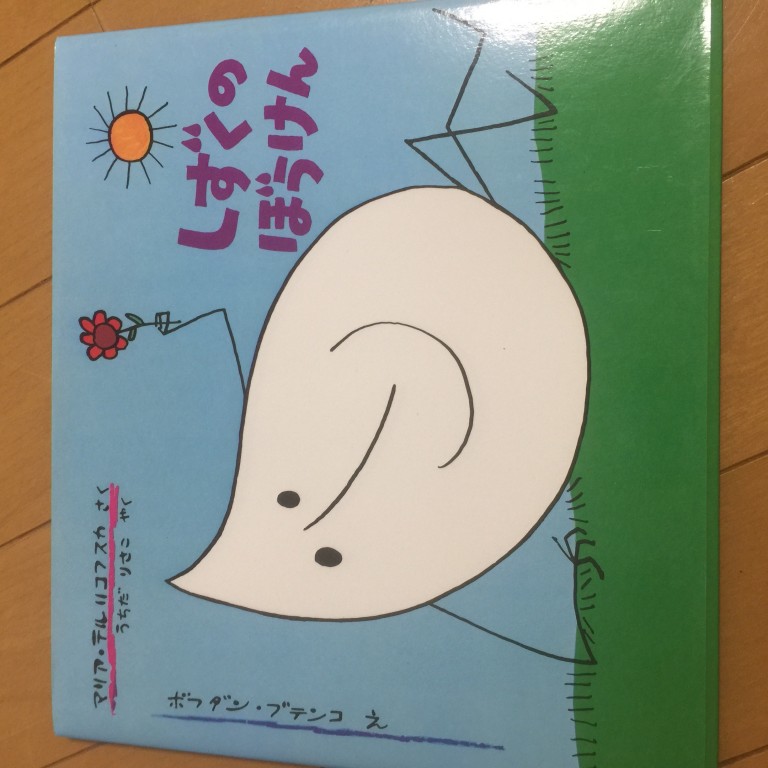 しずくの
ぼうけん
マリア・テルリコフスカ さく
うちだ りさこ やく
ボフダン・ブテンコ え